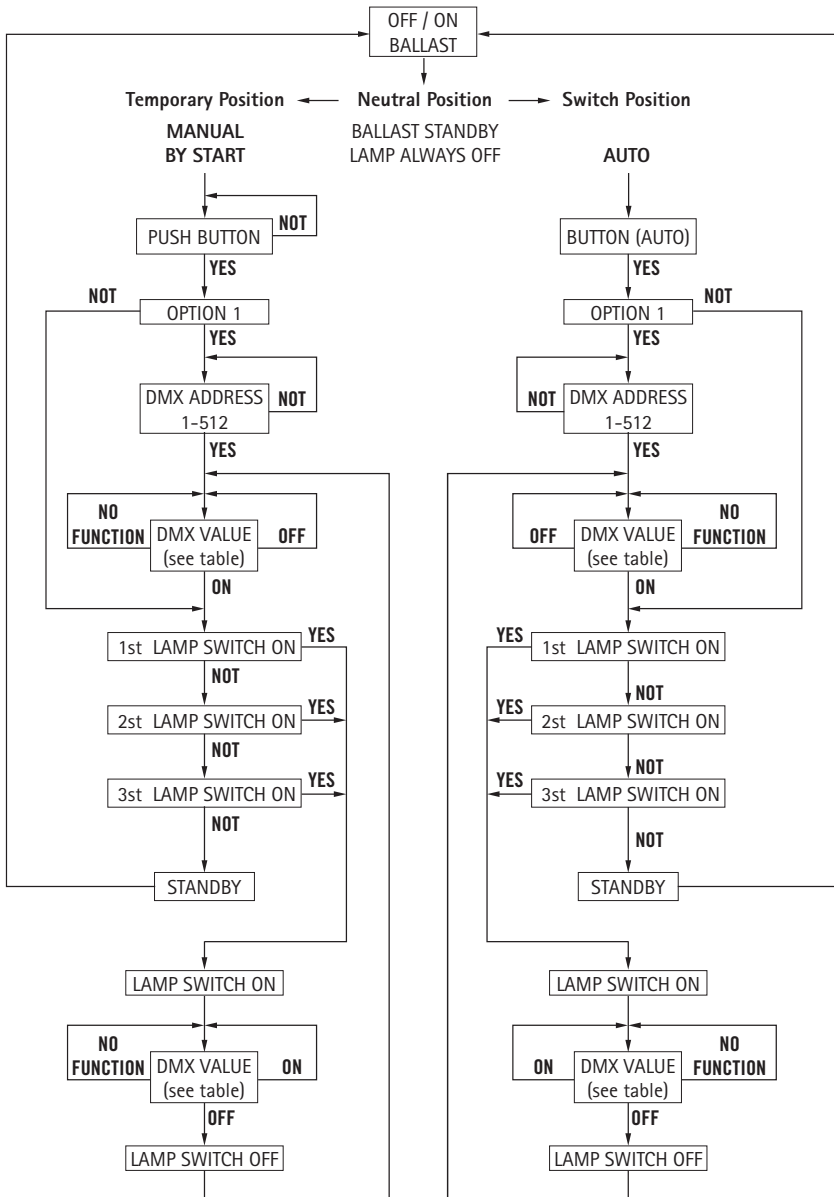 OFF / ON
BALLAST
Temporary Position
Neutral Position
Switch Position
MANUAL
BY START
BALLAST STANDBY
LAMP ALWAYS OFF
AUTO
PUSH BUTTON
NOT
BUTTON (AUTO)
YES
YES
NOT
OPTION 1
OPTION 1
NOT
YES
YES
DMX ADDRESS
1-512
NOT
NOT
DMX ADDRESS
1-512
YES
YES
NO
FUNCTION
DMX VALUE
(see table)
OFF
OFF
DMX VALUE
(see table)
NO
FUNCTION
ON
ON
1st LAMP SWITCH ON
YES
YES
1st LAMP SWITCH ON
NOT
NOT
2st LAMP SWITCH ON
YES
YES
2st LAMP SWITCH ON
NOT
NOT
3st LAMP SWITCH ON
YES
YES
3st LAMP SWITCH ON
NOT
NOT
STANDBY
STANDBY
LAMP SWITCH ON
LAMP SWITCH ON
NO
FUNCTION
DMX VALUE
(see table)
ON
ON
DMX VALUE
(see table)
NO
FUNCTION
OFF
OFF
LAMP SWITCH OFF
LAMP SWITCH OFF